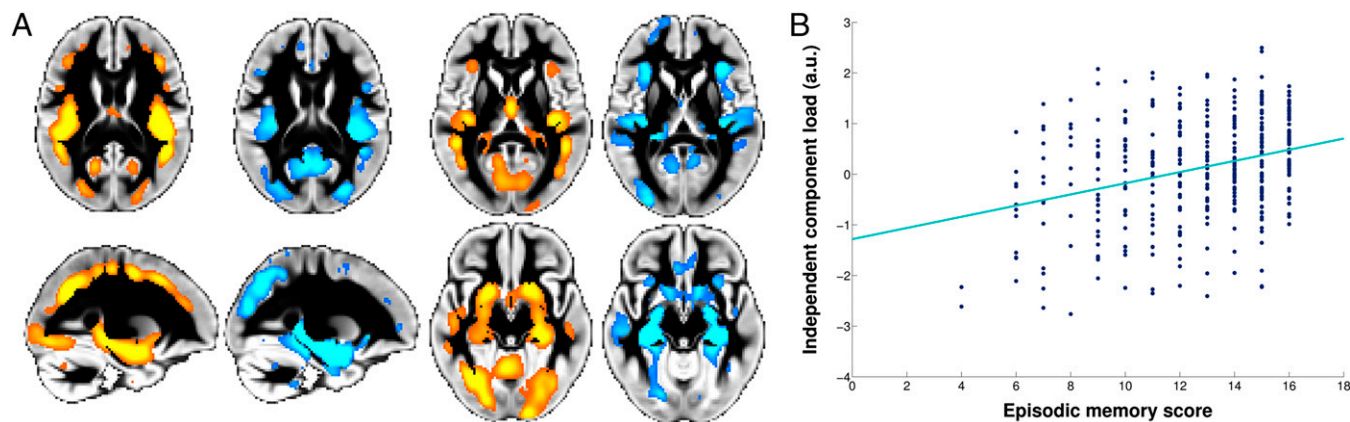 A
B
Independent component load (a.u.)
3
2
1
0
−1
−2
−3
−4
0 2 4 6 8 10 12 14 16 18
Episodic memory score